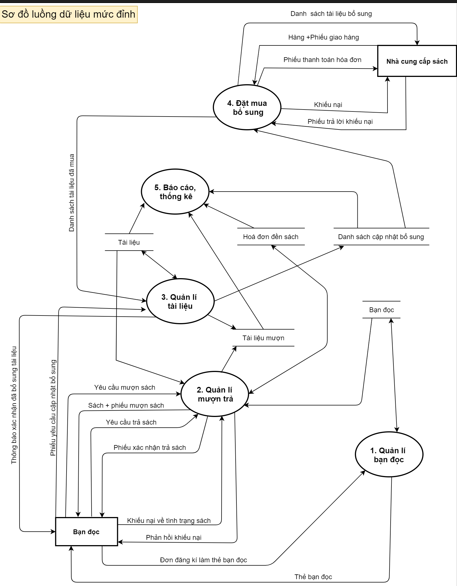 Sơ đồ luồng dữ liệu mức đỉnh
Danh sách tài liệu bổ sung
Hàng +Phiếu giao hàng
Phiếu thanh toán hóa đơn
Nhà cung cấp sách
4. Đặt mua
bổ sung
Khiếu nại
Phiếu trả lời khiếu nại
Danh sách tài liệu đã mua
5. Báo cáo,
thống kê
Tài liệu
Hoá đơn đền sách
Danh sách cập nhật bổ sung
3. Quản lí
tài liệu
Bạn đọc
Tài liệu mượn
Thông báo xác nhận đã bổ sung tài liệu
Phiếu yêu cầu cập nhật bổ sung
2. Quản lí
mượn trả
Yêu cầu mượn sách
Sách + phiếu mượn sách
Yêu cầu trả sách
Phiếu xác nhận trả sách
1. Quản lí
bạn đọc
Khiếu nại về tình trạng sách
Bạn đọc
Phản hồi khiếu nại
Đơn đăng kí làm thẻ bạn đọc
Thẻ bạn đọc